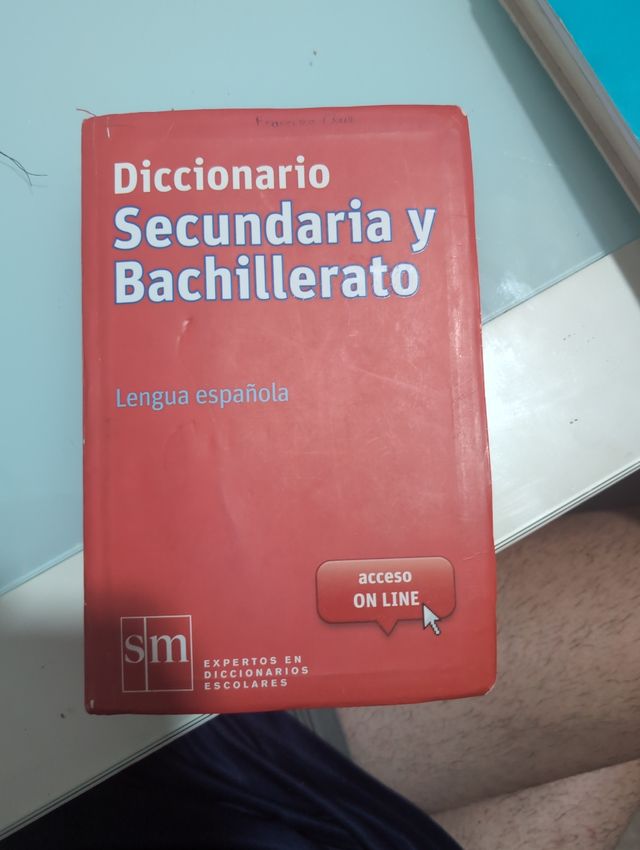 Diccionario
Secundaria y
Bachillerato
Lengua española
acceso
ON LINE
sm
EXPERTOS EN
DICCIONARIOS
ESCOLARES